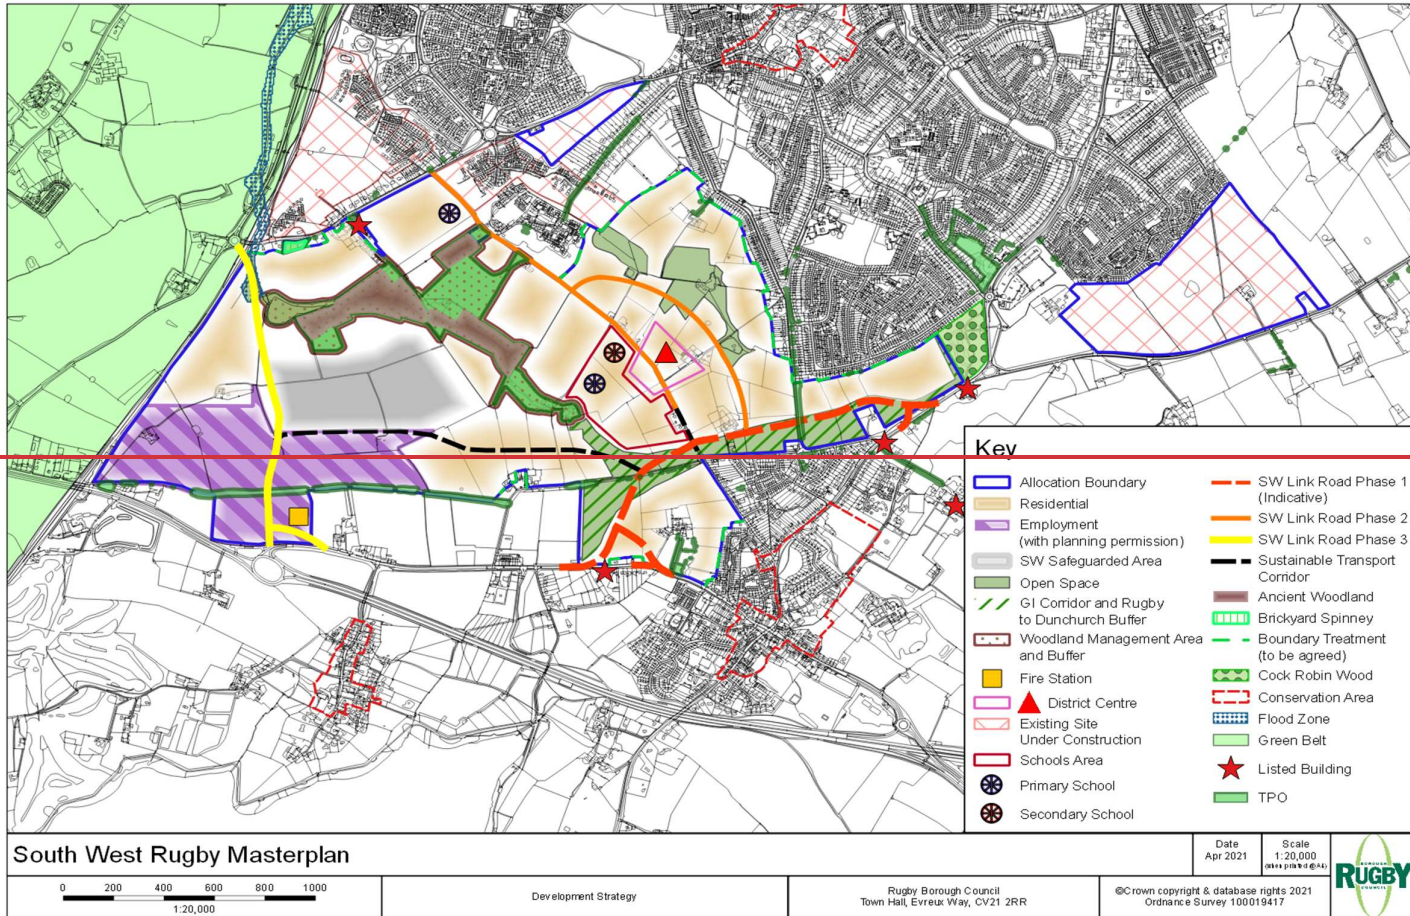 Key
Allocation Boundary
Residential
Employment
(with planning permission)
SW Safeguarded Area
Open Space
GI Corridor and Rugby
to Dunchurch Buffer
Woodland Management Area
and Buffer
Fire Station
District Centre
Existing Site
Under Construction
Schools Area
Primary School
Secondary School
SW Link Road Phase 1
(Indicative)
SW Link Road Phase 2
SW Link Road Phase 3
Sustainable Transport
Corridor
Ancient Woodland
Brickyard Spinney
Boundary Treatment
(to be agreed)
Cock Robin Wood
Conservation Area
Flood Zone
Green Belt
Listed Building
TPO
South West Rugby Masterplan
Date
Apr 2021
Scale
1:20,000
(when printed @A4)
0 200 400 600 800 1000
1:20,000
Development Strategy
Rugby Borough Council
Town Hall, Evreux Way, CV21 2RR
©Crown copyright & database rights 2021
Ordnance Survey 100019417
BOROUGH
RUGBY
COUNCIL